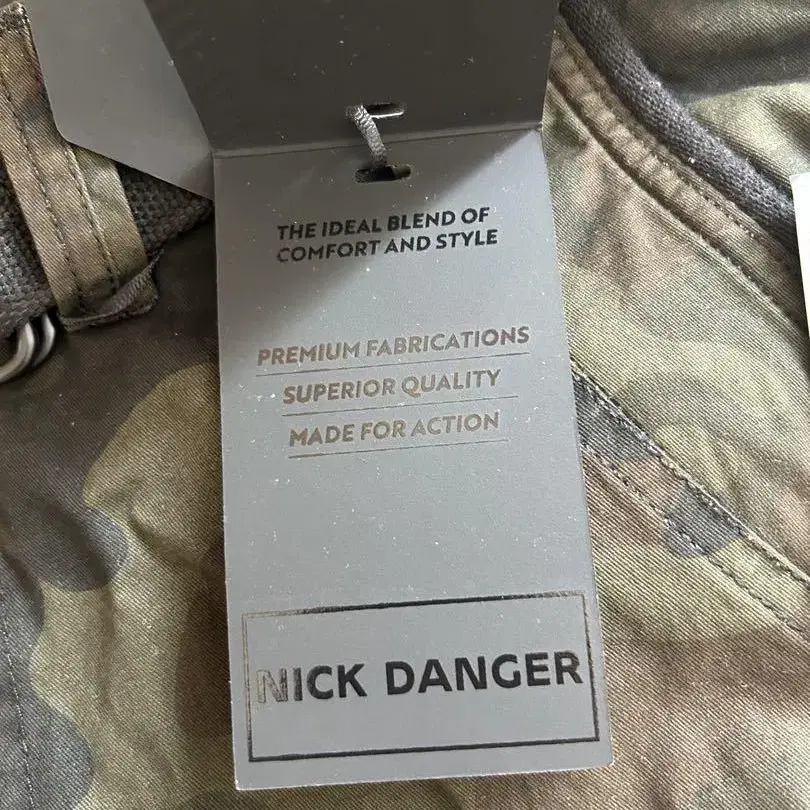 THE IDEAL BLEND OF
COMFORT AND STYLE
PREMIUM FABRICATIONS
SUPERIOR QUALITY
MADE FOR ACTION
NICK DANGER